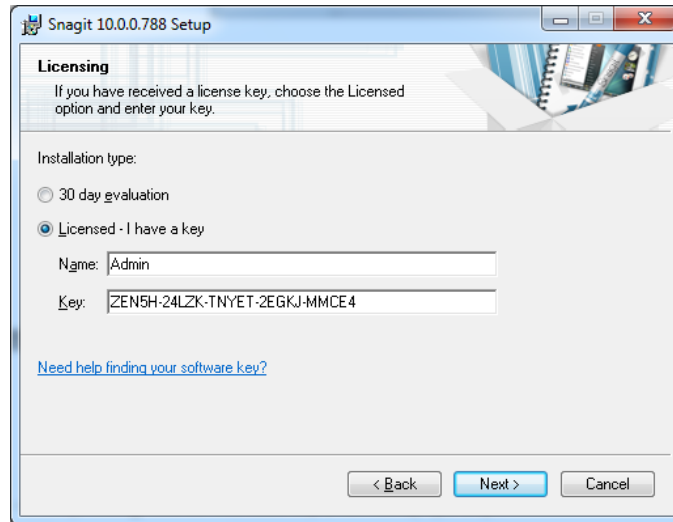 Snagit 10.0.0.788 Setup
Licensing
If you have received a license key, choose the Licensed
option and enter your key.
Installation type:
30 day evaluation
Licensed - I have a key
Name: Admin
Key: ZEN5H-24LZK-TNYET-2EGKJ-MMCE4
Need help finding your software key?
< Back Next > Cancel